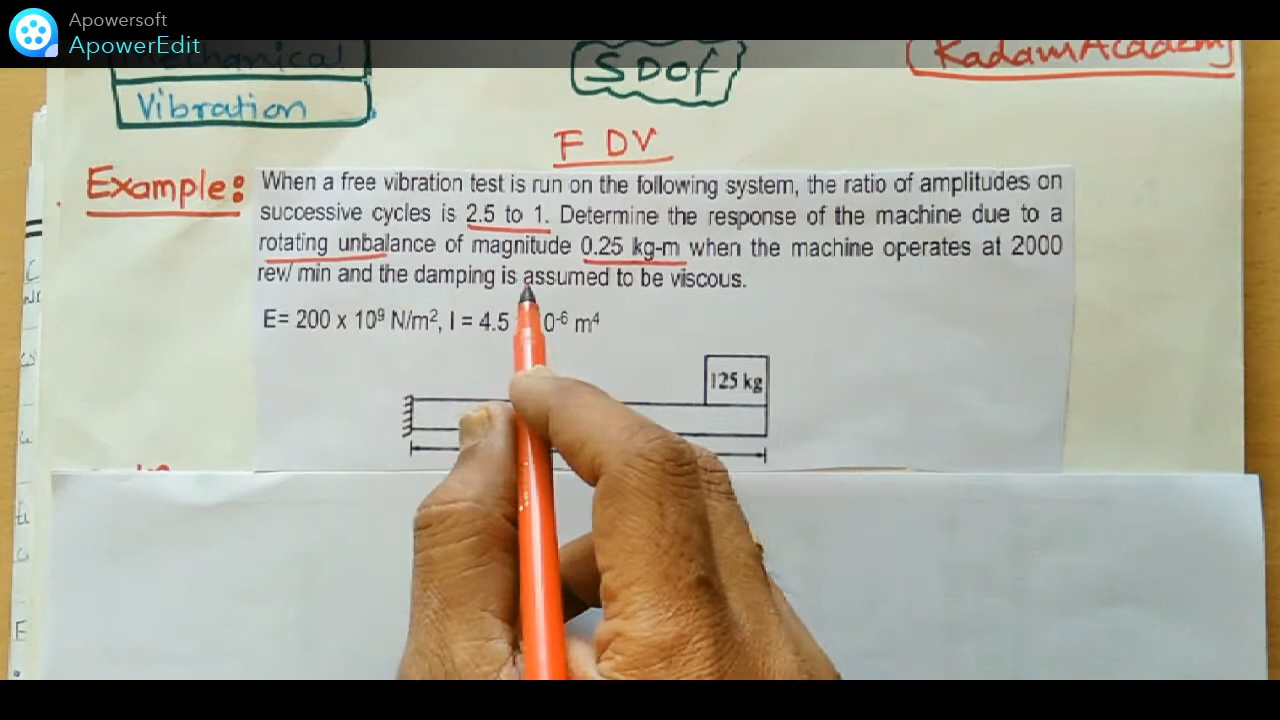 Apowersoft
ApowerEdit
Mechanical
Vibration
SDof
Kadam Academy
FDV
Example:
When a free vibration test is run on the following system, the ratio of amplitudes on
successive cycles is 2.5 to 1. Determine the response of the machine due to a
rotating unbalance of magnitude 0.25 kg-m when the machine operates at 2000
rev/ min and the damping is assumed to be viscous.
E= 200 x 10⁹ N/m², I = 4.5 0⁻⁶ m⁴
125 kg